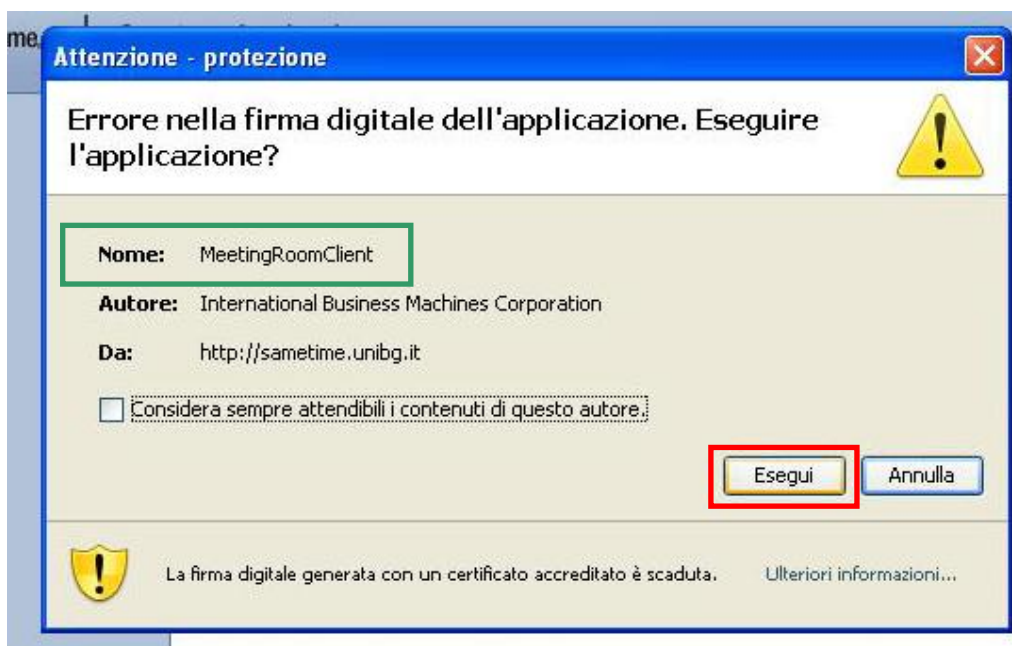 me,
Attenzione - protezione
Errore nella firma digitale dell'applicazione. Eseguire
l'applicazione?
Nome: MeetingRoomClient
Autore: International Business Machines Corporation
Da: http://sametime.unibg.it
Considera sempre attendibili i contenuti di questo autore.
Esegui Annulla
La firma digitale generata con un certificato accreditato è scaduta. Ulteriori informazioni...